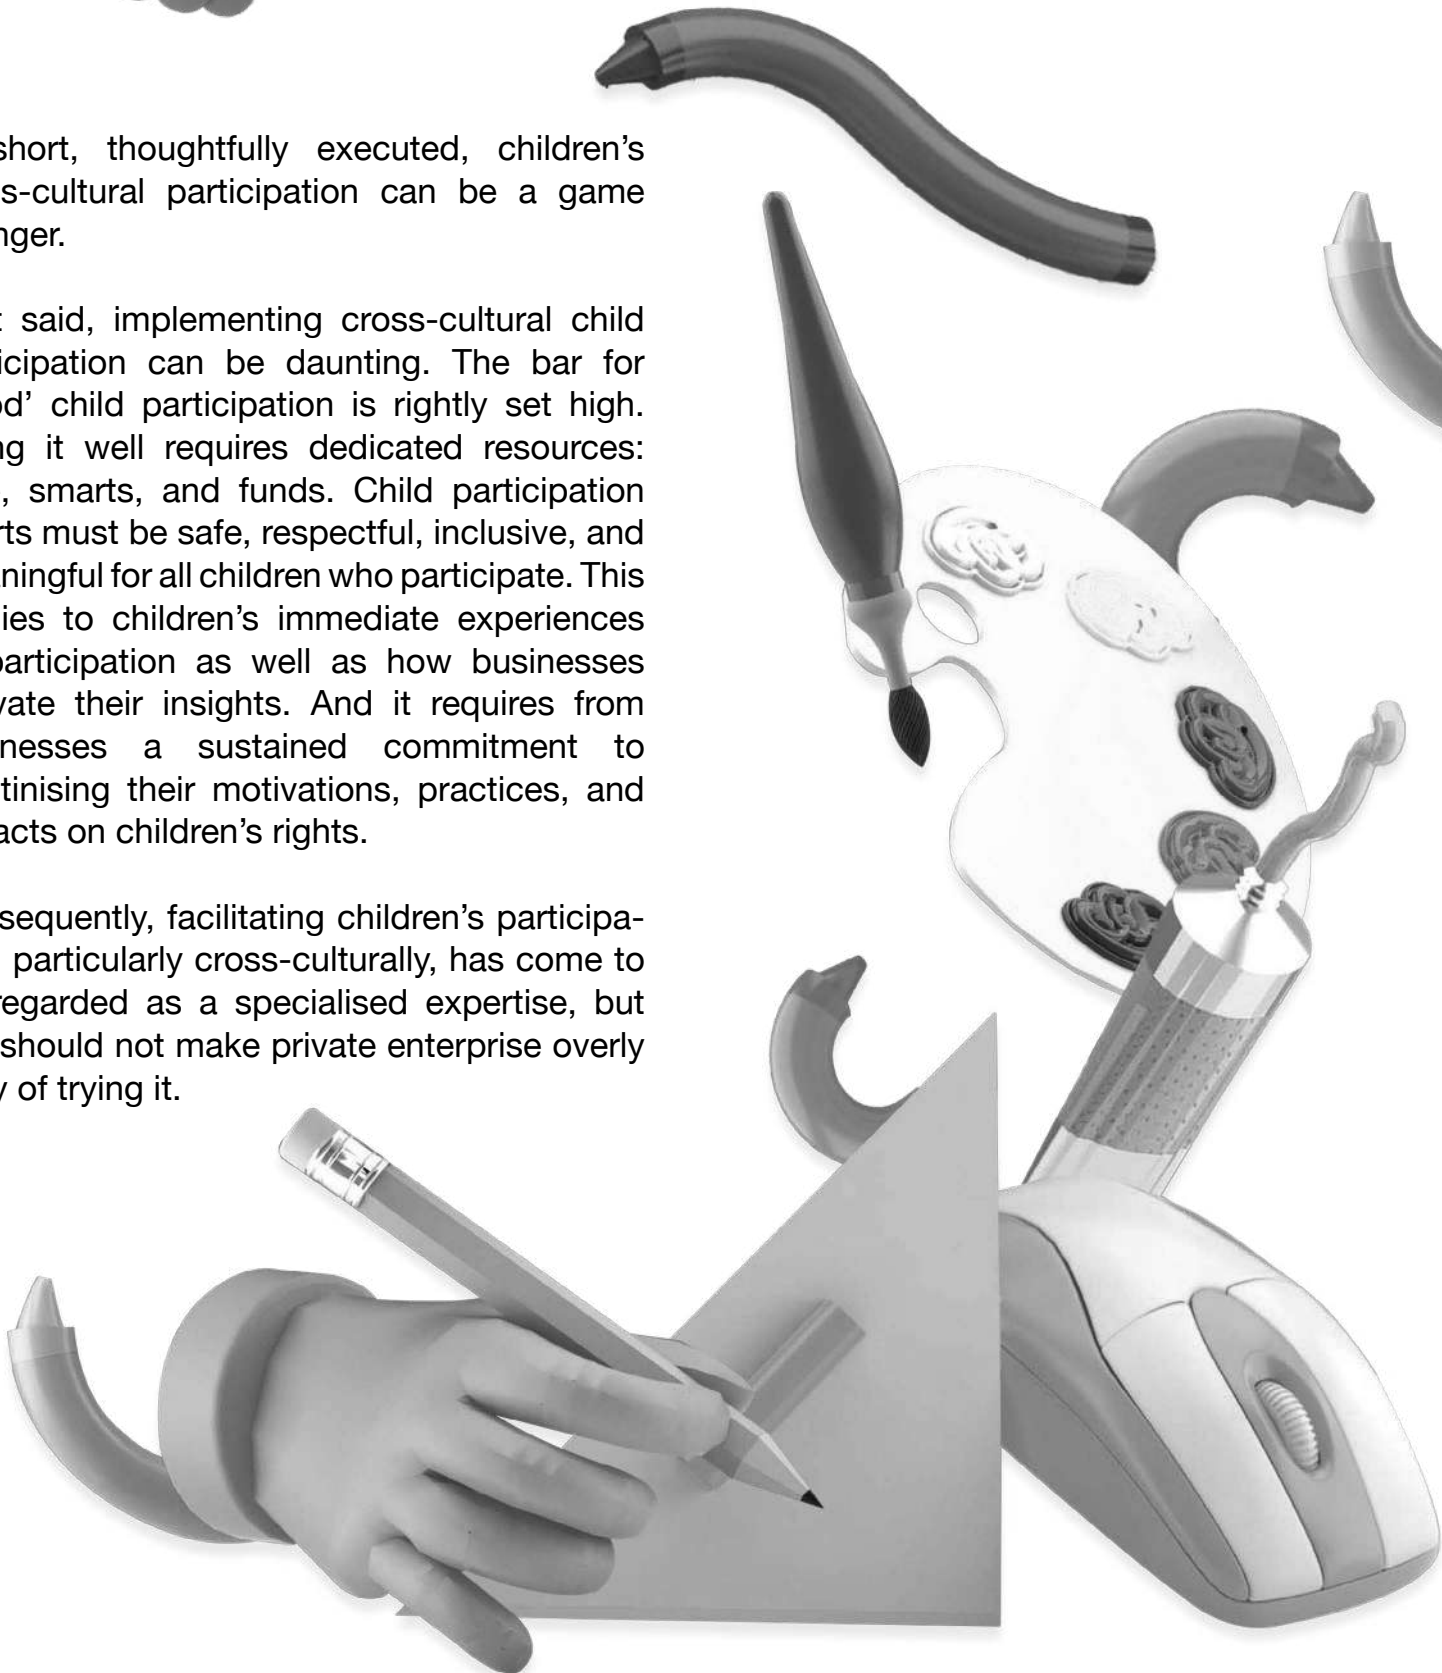 short, thoughtfully executed, children's
s-cultural participation can be a game
nger.
t said, implementing cross-cultural child
icipation can be daunting. The bar for
od' child participation is rightly set high.
ng it well requires dedicated resources:
, smarts, and funds. Child participation
rts must be safe, respectful, inclusive, and
ningful for all children who participate. This
lies to children's immediate experiences
participation as well as how businesses
vate their insights. And it requires from
nesses a sustained commitment to
tinising their motivations, practices, and
acts on children's rights.
sequently, facilitating children's participa-
particularly cross-culturally, has come to
regarded as a specialised expertise, but
should not make private enterprise overly
y of trying it.